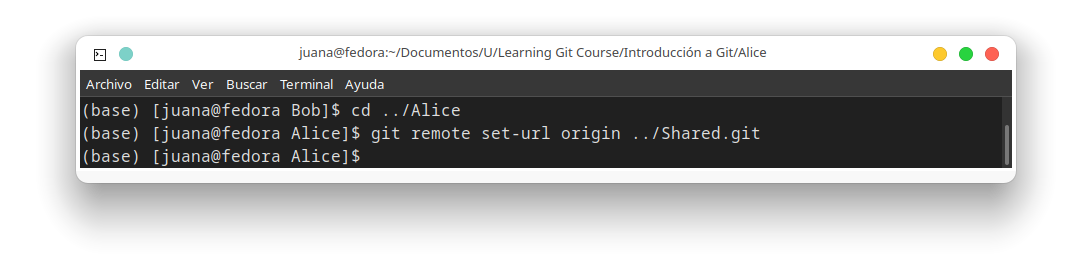 juana@fedora:~/Documentos/U/Learning Git Course/Introducción a Git/Alice
Archivo Editar Ver Buscar Terminal Ayuda
(base) [juana@fedora Bob]$ cd ../Alice
(base) [juana@fedora Alice]$ git remote set-url origin ../Shared.git
(base) [juana@fedora Alice]$